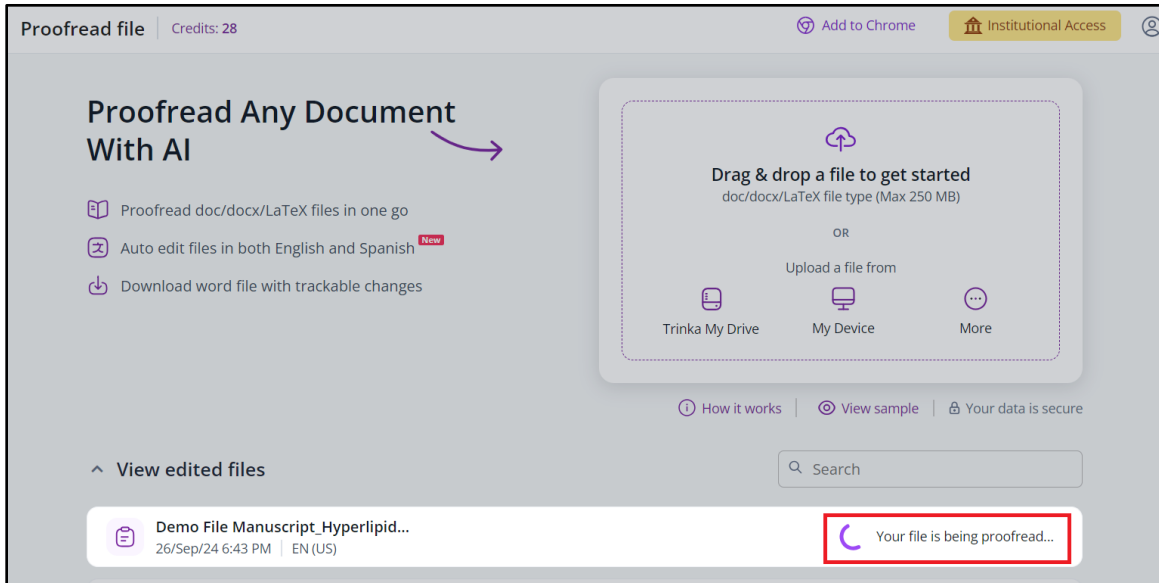 Proofread file
Credits: 28
Add to Chrome
Institutional Access
Proofread Any Document
With AI
Proofread doc/docx/LaTeX files in one go
Auto edit files in both English and Spanish New
Download word file with trackable changes
Drag & drop a file to get started
doc/docx/LaTeX file type (Max 250 MB)
OR
Upload a file from
Trinka My Drive
My Device
More
How it works
View sample
Your data is secure
View edited files
Search
Demo File Manuscript_Hyperlipid...
26/Sep/24 6:43 PM
EN (US)
Your file is being proofread...